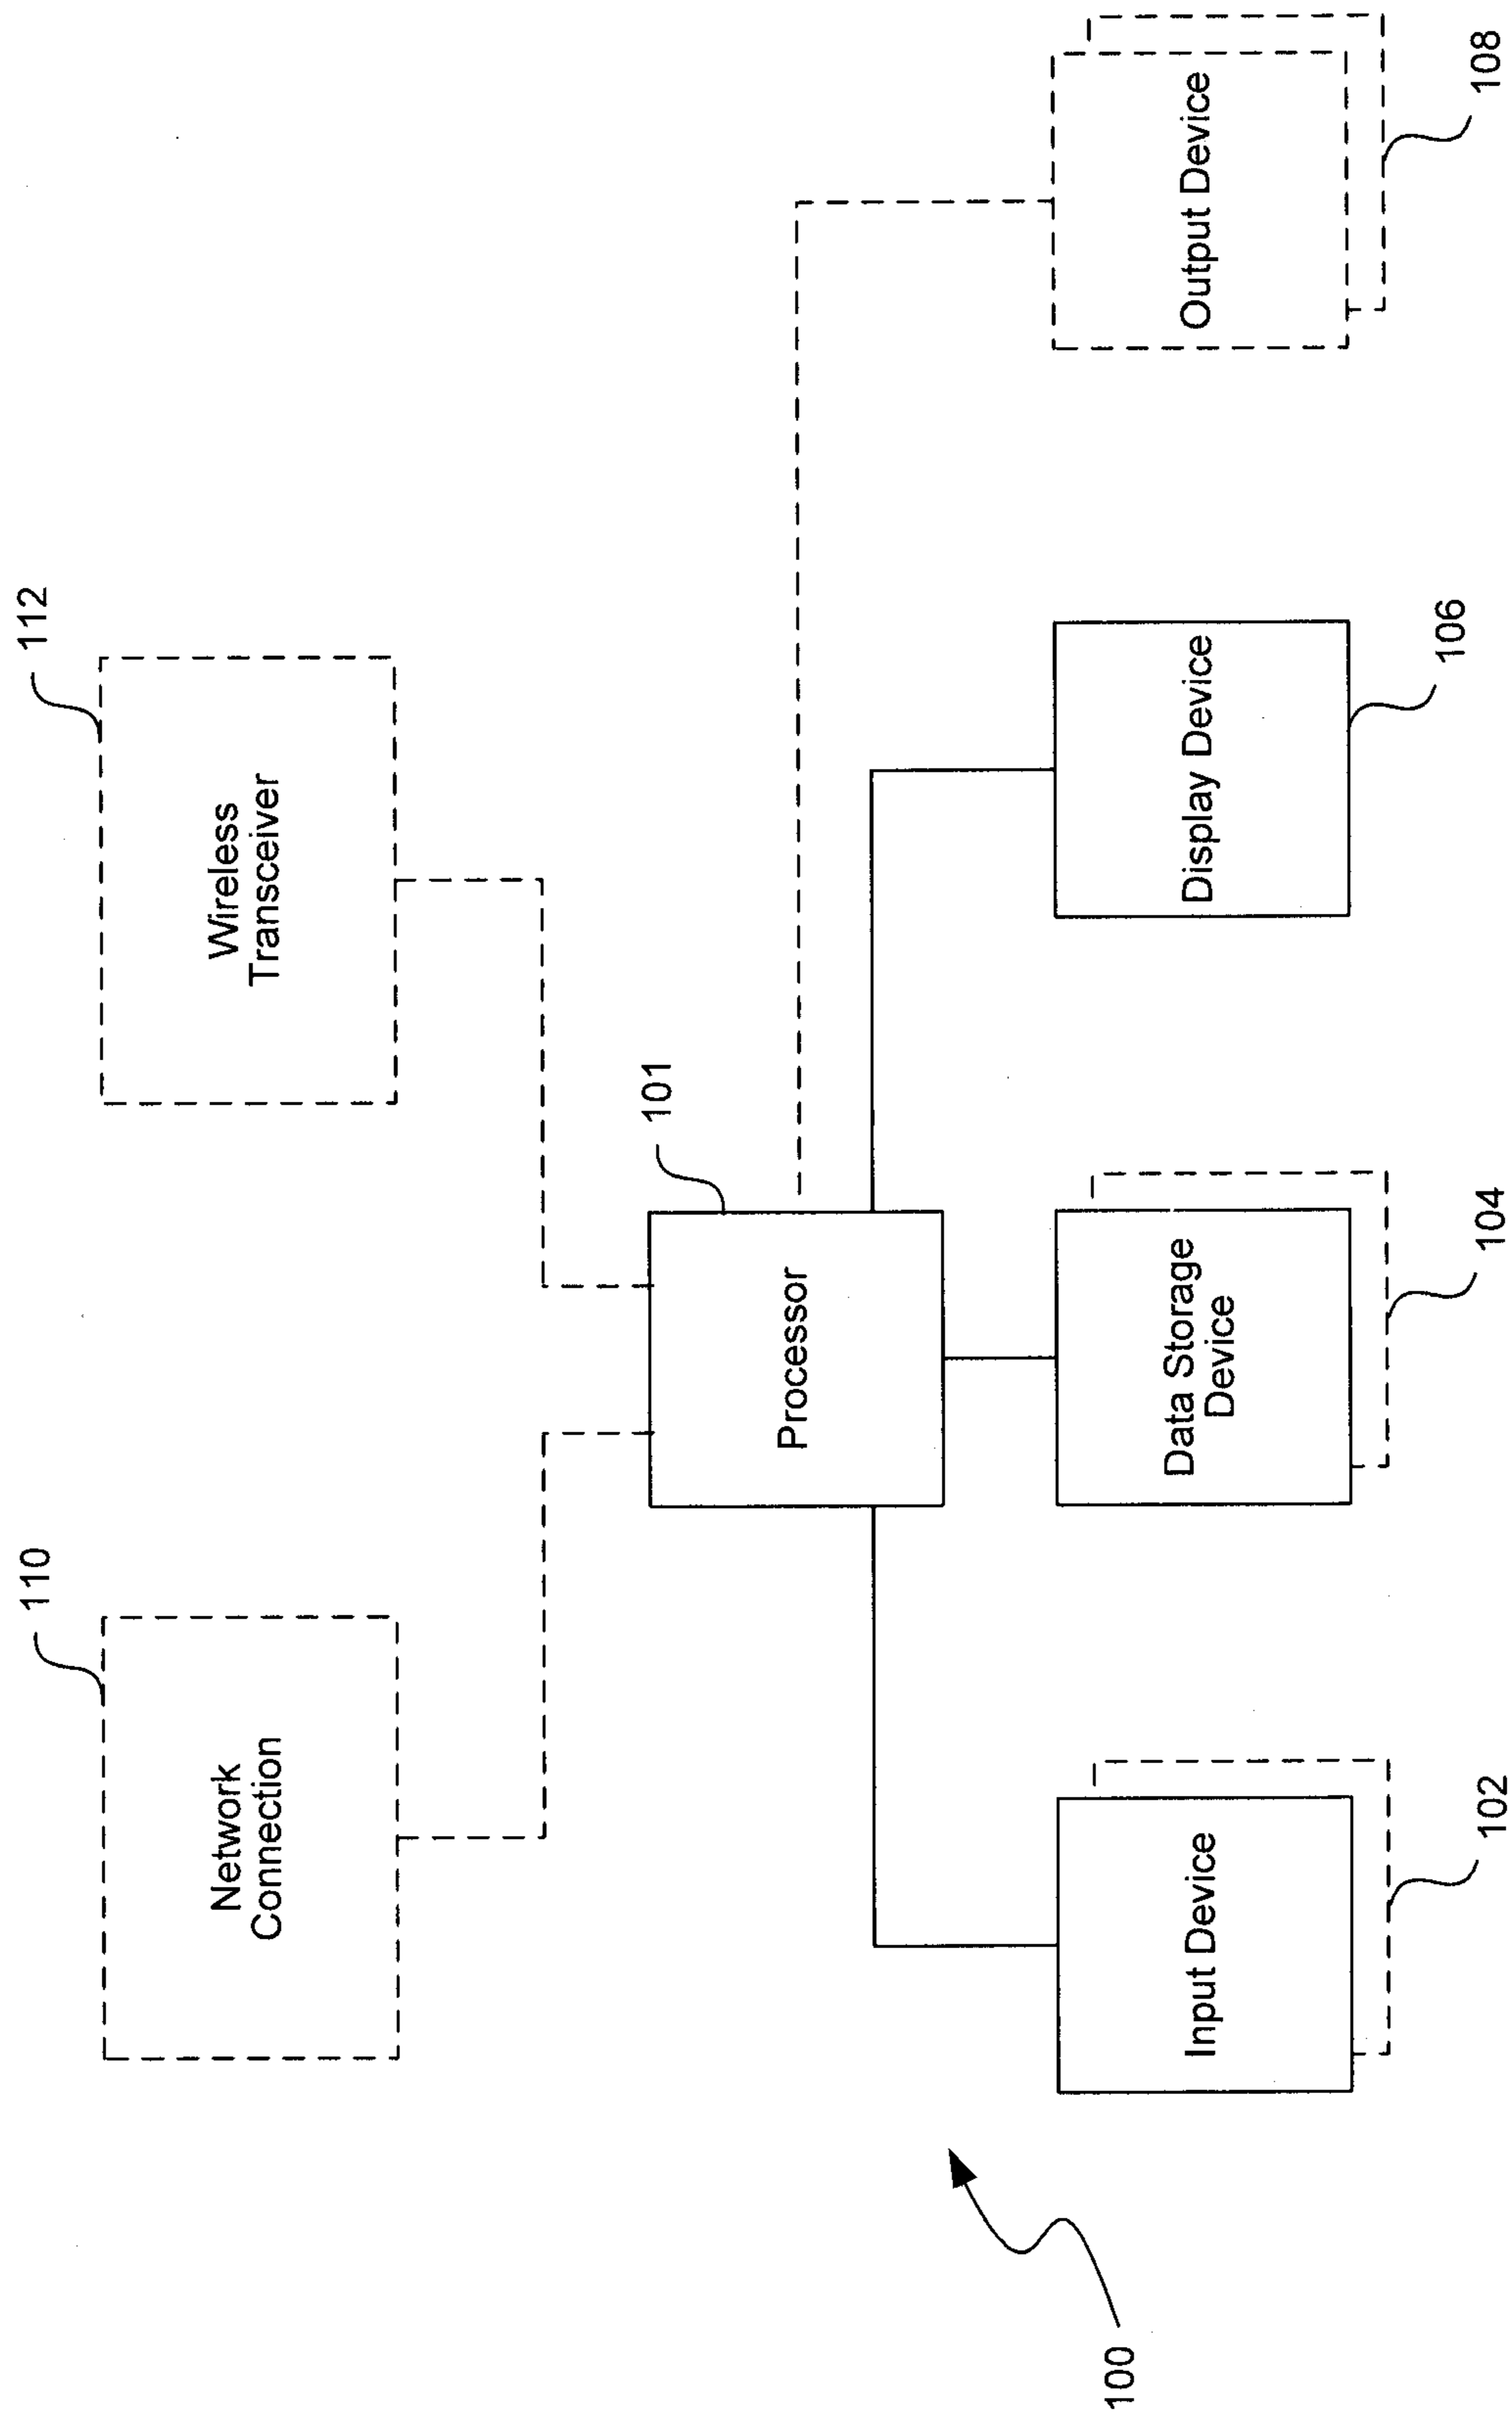 110
Network
Connection
112
Wireless
Transceiver
101
Processor
100
Input Device
102
Data Storage
Device
104
Display Device
106
Output Device
108